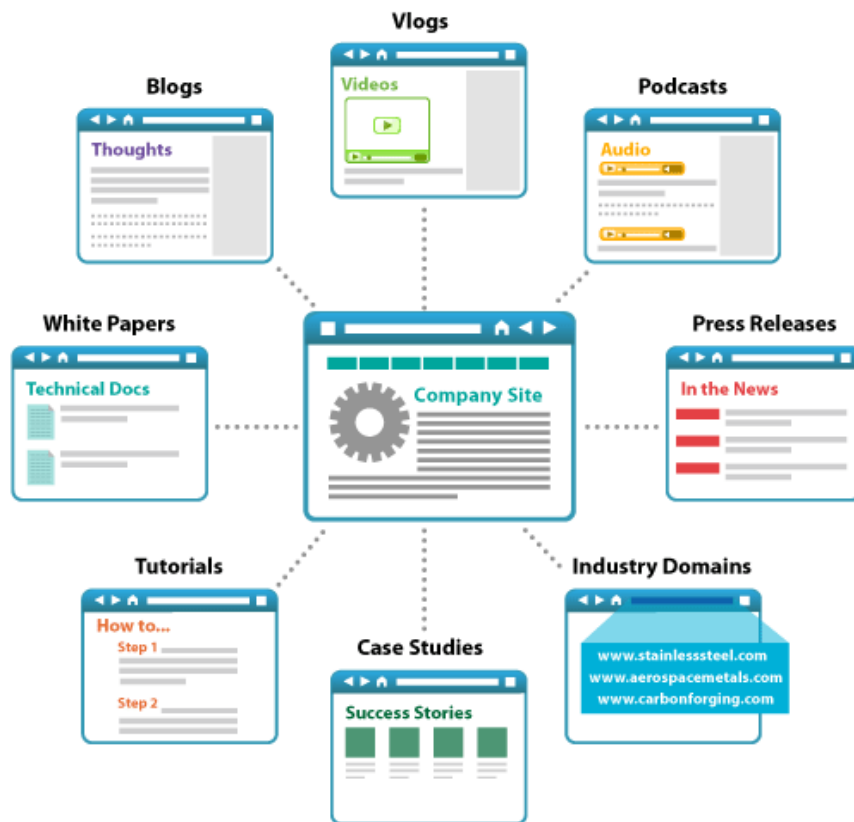 Vlogs
Videos
Blogs
Thoughts
Podcasts
Audio
White Papers
Technical Docs
Company Site
Press Releases
In the News
Tutorials
How to...
Step 1
Step 2
Case Studies
Success Stories
Industry Domains
www.stainlesssteel.com
www.aerospacemetals.com
www.carbonforging.com